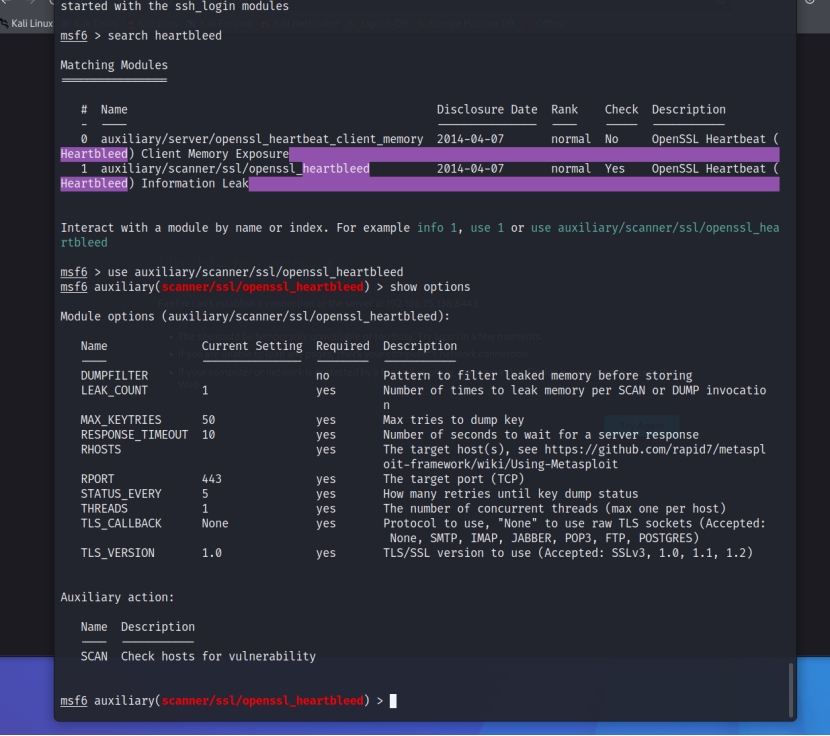 started with the ssh_login modules
Kali Linux
msf6 > search heartbleed
Matching Modules
================
#  Name                                      Disclosure Date  Rank    Check  Description
-  ----                                      ---------------  ----    -----  -----------
0  auxiliary/server/openssl_heartbeat_client_memory  2014-04-07  normal  No  OpenSSL Heartbeat (
Heartbleed) Client Memory Exposure
1  auxiliary/scanner/ssl/openssl_heartbleed  2014-04-07  normal  Yes  OpenSSL Heartbeat (
Heartbleed) Information Leak
Interact with a module by name or index. For example info 1, use 1 or use auxiliary/scanner/ssl/openssl_hea
rtbleed
msf6 > use auxiliary/scanner/ssl/openssl_heartbleed
msf6 auxiliary(scanner/ssl/openssl_heartbleed) > show options
Module options (auxiliary/scanner/ssl/openssl_heartbleed):
Name  Current Setting  Required  Description
----  ---------------  --------  -----------
DUMPFILTER  no  Pattern to filter leaked memory before storing
LEAK_COUNT  1  yes  Number of times to leak memory per SCAN or DUMP invocatio
n
MAX_KEYTRIES  50  yes  Max tries to dump key
RESPONSE_TIMEOUT  10  yes  Number of seconds to wait for a server response
RHOSTS  yes  The target host(s), see https://github.com/rapid7/metaspl
oit-framework/wiki/Using-Metasploit
RPORT  443  yes  The target port (TCP)
STATUS_EVERY  5  yes  How many retries until key dump status
THREADS  1  yes  The number of concurrent threads (max one per host)
TLS_CALLBACK  None  yes  Protocol to use, "None" to use raw TLS sockets (Accepted:
None, SMTP, IMAP, JABBER, POP3, FTP, POSTGRES)
TLS_VERSION  1.0  yes  TLS/SSL version to use (Accepted: SSLv3, 1.0, 1.1, 1.2)
Auxiliary action:
Name  Description
----  -----------
SCAN  Check hosts for vulnerability
msf6 auxiliary(scanner/ssl/openssl_heartbleed) >